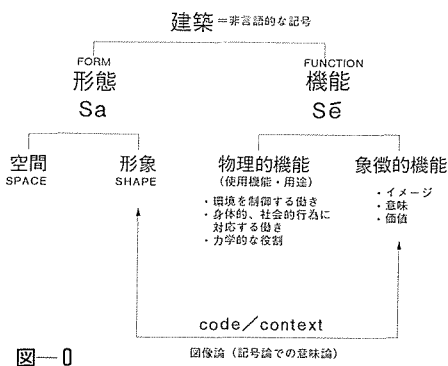 建築=非言語的な記号
FORM
形態
Sa
FUNCTION
機能
Sé
空間
SPACE
形象
SHAPE
物理的機能
(使用機能・用途)
・環境を制御する働き
・身体的、社会的行為に
対応する働き
・力学的な役割
象徴的機能
・イメージ
・意味
・価値
code/context
図像論(記号論での意味論)
図—0